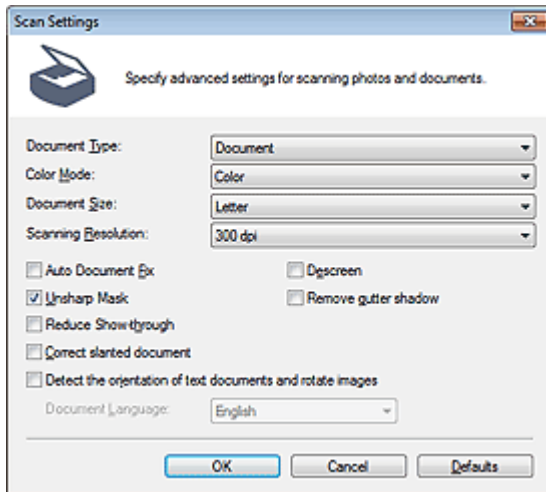 Scan Settings
Specify advanced settings for scanning photos and documents.
Document Type: Document
Color Mode: Color
Document Size: Letter
Scanning Resolution: 300 dpi
Auto Document Fix Descreen
Unsharp Mask Remove gutter shadow
Reduce Show-through
Correct slanted document
Detect the orientation of text documents and rotate images
Document Language: English
OK Cancel Defaults